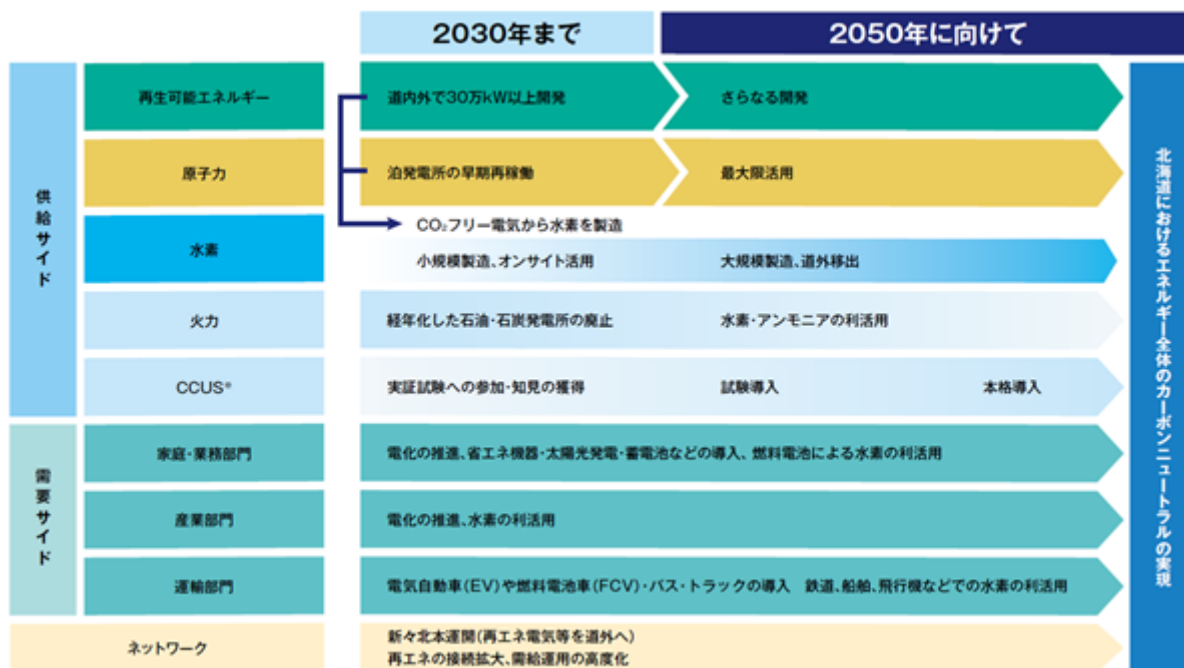 2030年まで
2050年に向けて
供給サイド
再生可能エネルギー
道内外で30万kW以上開発
さらなる開発
原子力
泊発電所の早期再稼働
最大限活用
水素
CO₂フリー電気から水素を製造
小規模製造、オンサイト活用
大規模製造、道外移出
火力
経年化した石油・石炭発電所の廃止
水素・アンモニアの利活用
CCUS※
実証試験への参加・知見の獲得
試験導入
本格導入
需要サイド
家庭・業務部門
電化の推進、省エネ機器・太陽光発電・蓄電池などの導入、燃料電池による水素の利活用
産業部門
電化の推進、水素の利活用
運輸部門
電気自動車(EV)や燃料電池車(FCV)・バス・トラックの導入 鉄道、船舶、飛行機などでの水素の利活用
ネットワーク
新々北本運開(再エネ電気等を道外へ)
再エネの接続拡大、需給運用の高度化
北海道におけるエネルギー全体のカーボンニュートラルの実現